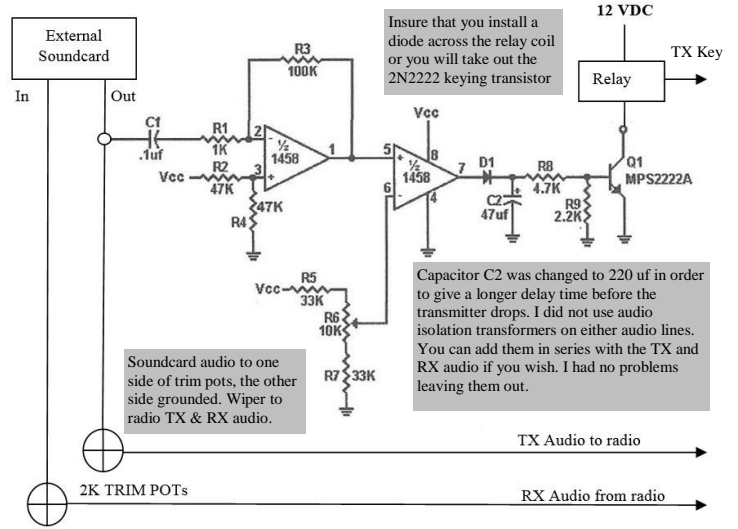 12 VDC
External
Soundcard
In
Out
Insure that you install a
diode across the relay coil
or you will take out the
2N2222 keying transistor
TX Key
Relay
R3
100K
C1
.1uf
R1
1K
2
-
½
1458
1
R2
47K
Vcc
3
+
47K
R4
Vcc
5
+
½
1458
8
7
6
-
4
D1
C2
+
47uf
R8
4.7K
R9
2.2K
Q1
MPS2222A
Vcc
R5
33K
R6
10K
R7
33K
Capacitor C2 was changed to 220 uf in order
to give a longer delay time before the
transmitter drops. I did not use audio
isolation transformers on either audio lines.
You can add them in series with the TX and
RX audio if you wish. I had no problems
leaving them out.
Soundcard audio to one
side of trim pots, the other
side grounded. Wiper to
radio TX & RX audio.
TX Audio to radio
2K TRIM POTs
RX Audio from radio